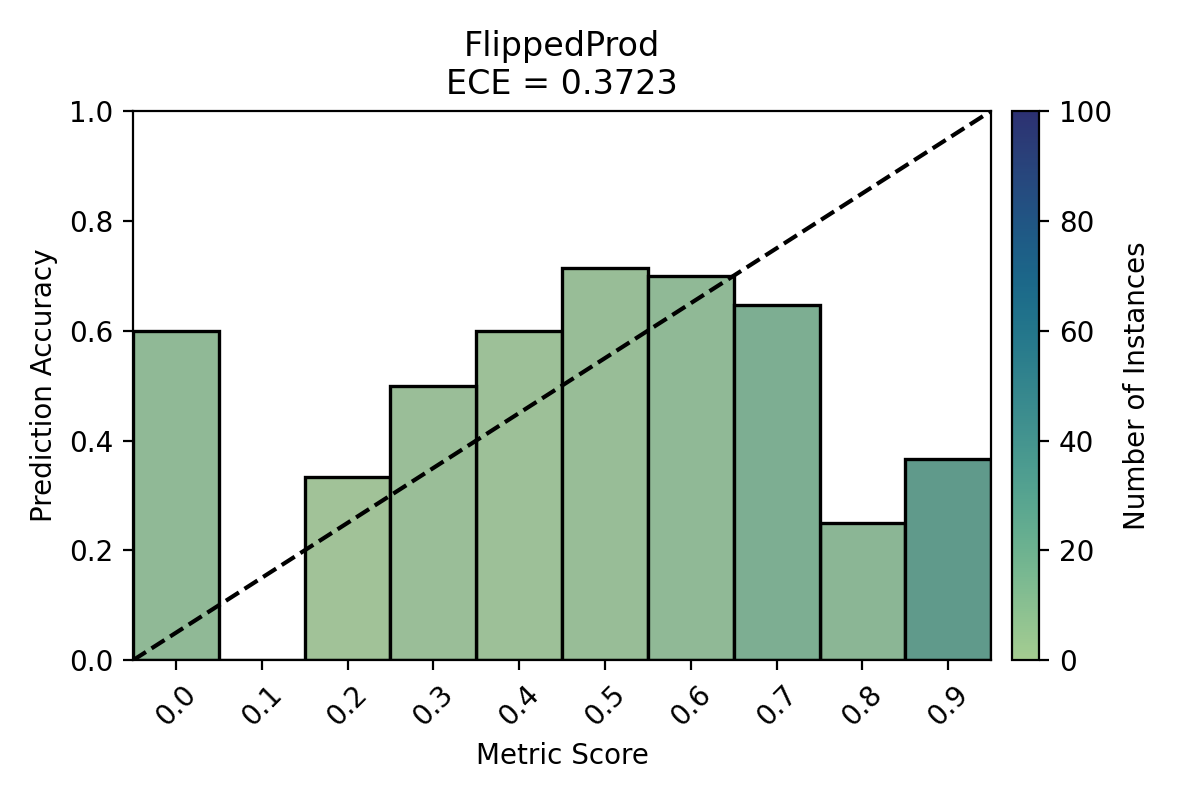 FlippedProd
ECE = 0.3723
Prediction Accuracy
1.0
0.8
0.6
0.4
0.2
0.0
0.0 0.1 0.2 0.3 0.4 0.5 0.6 0.7 0.8 0.9
Metric Score
100
80
60
40
20
0
Number of Instances